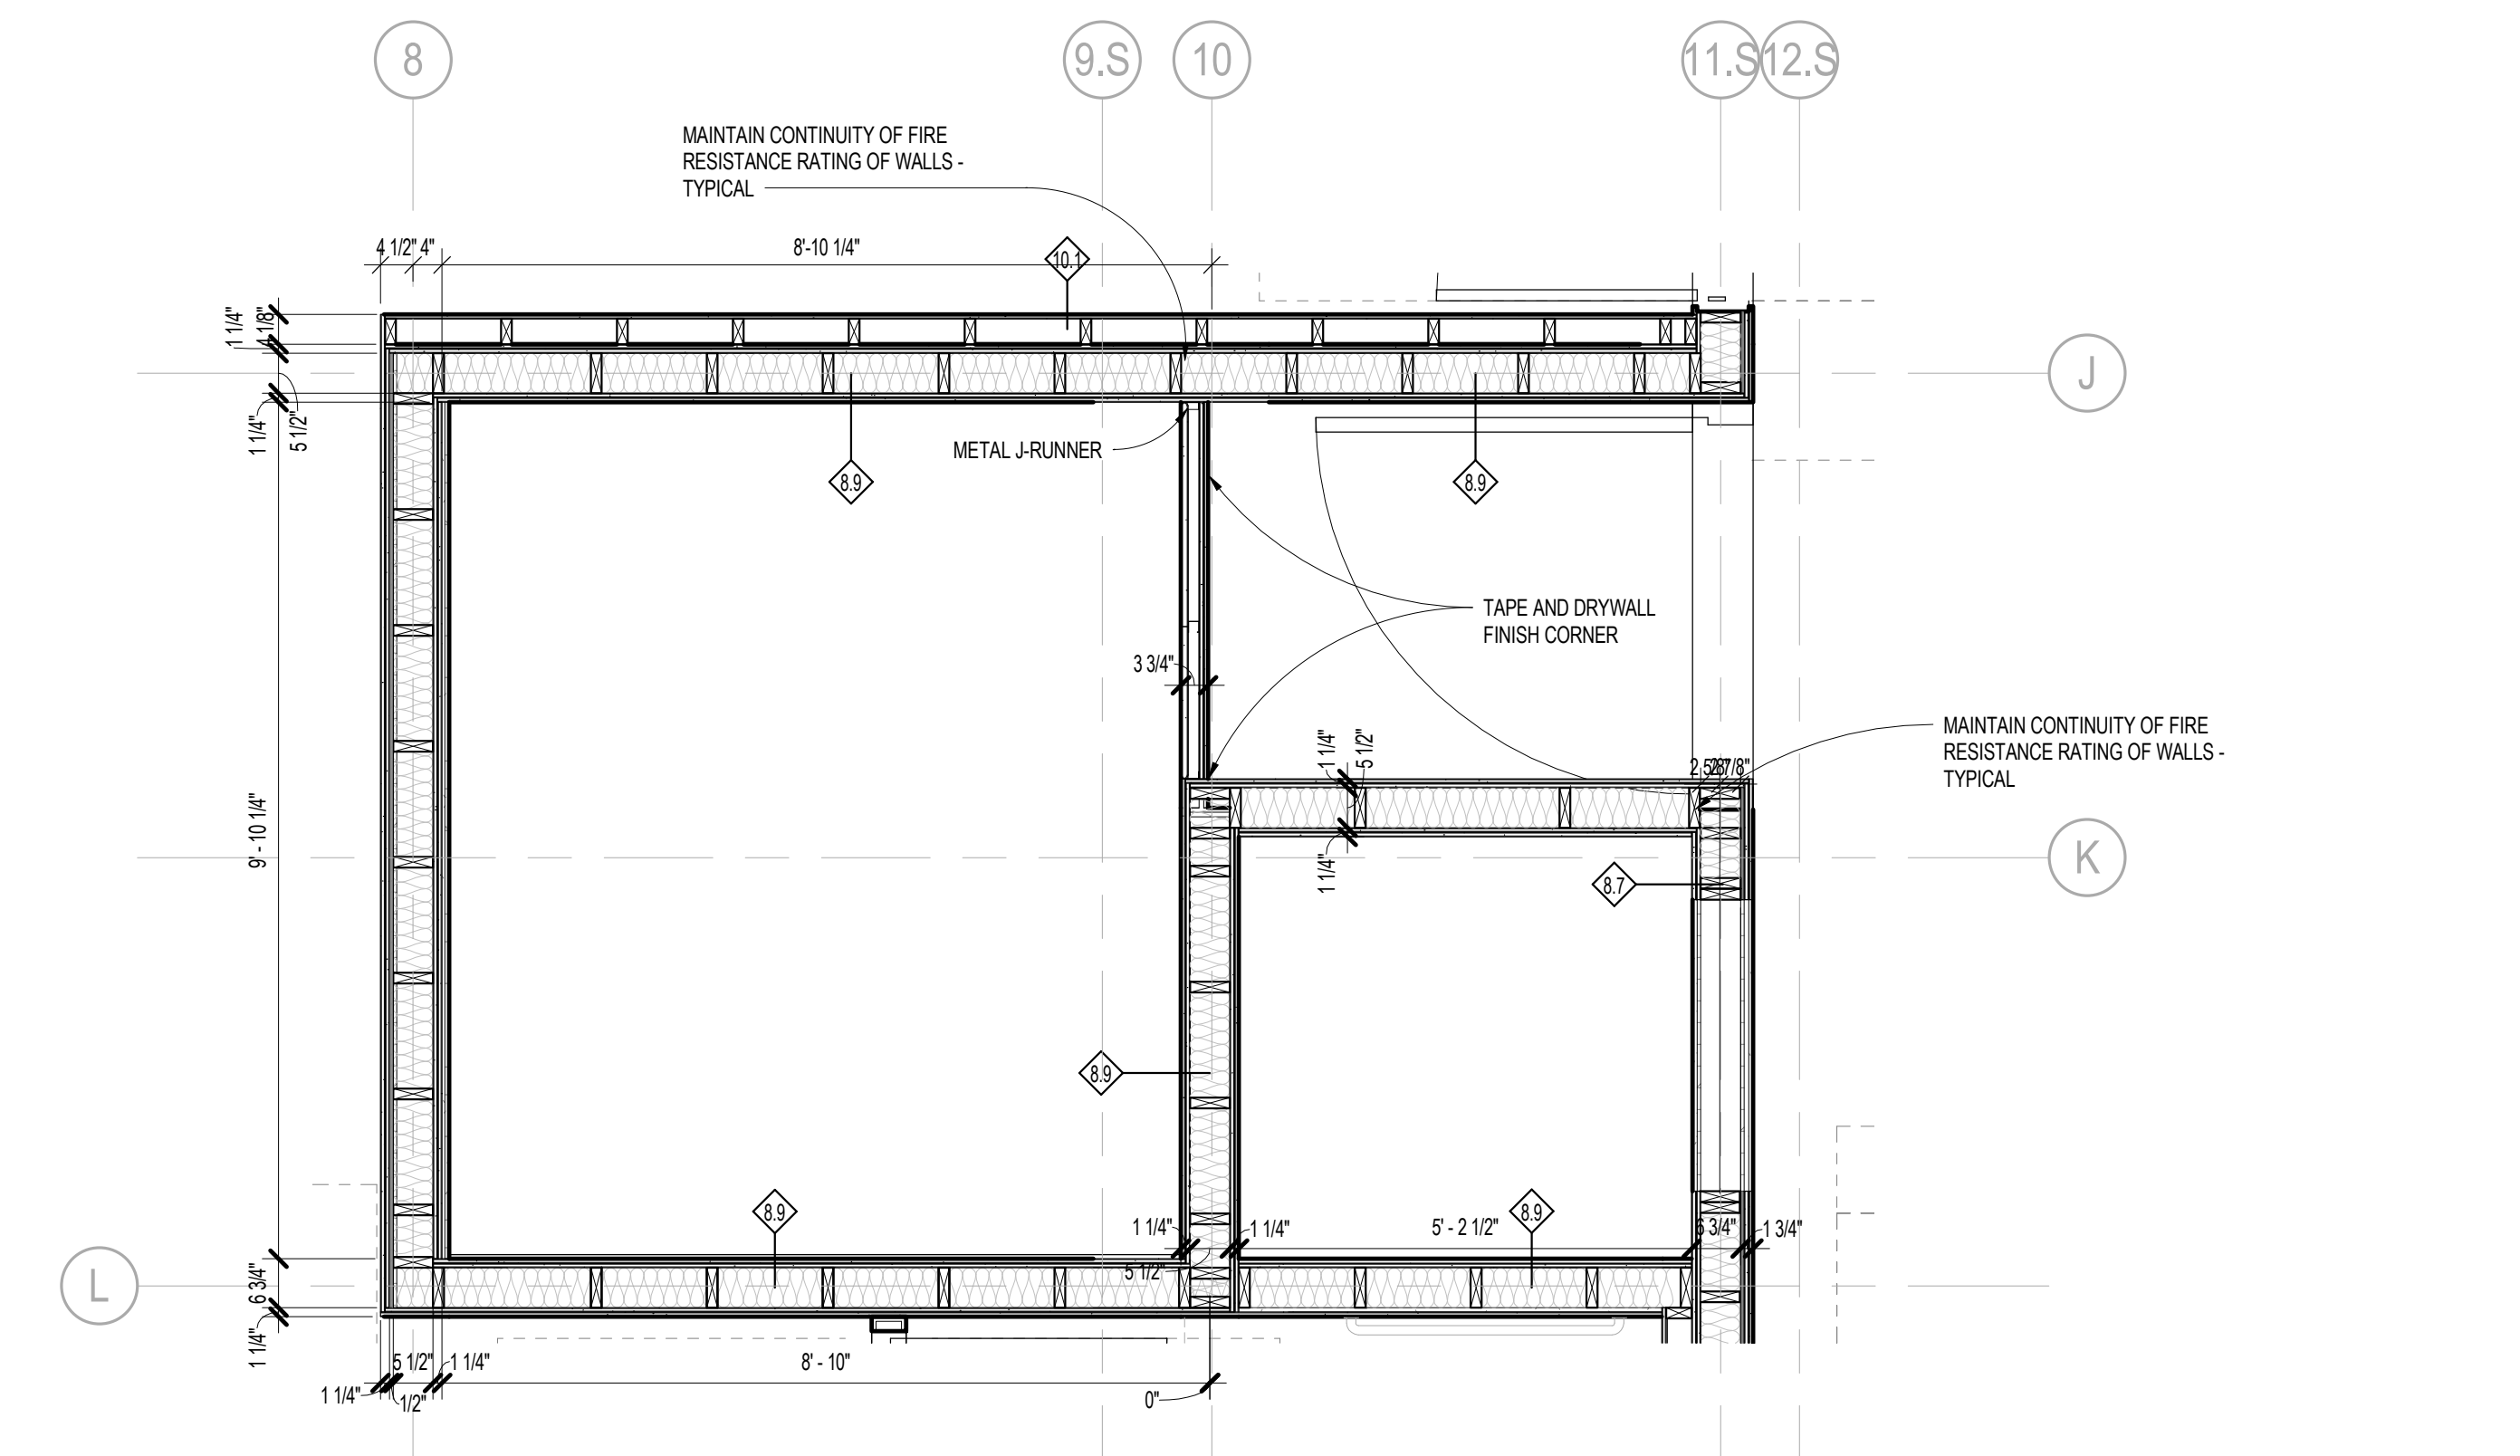 8
9.S
10
11.S
12.S
MAINTAIN CONTINUITY OF FIRE
RESISTANCE RATING OF WALLS -
TYPICAL
4 1/2"
4"
8'-10 1/4"
10.1
1 1/4"
4 1/8"
J
1 1/4"
5 1/2"
METAL J-RUNNER
8.9
8.9
TAPE AND DRYWALL
FINISH CORNER
3 3/4"
MAINTAIN CONTINUITY OF FIRE
RESISTANCE RATING OF WALLS -
TYPICAL
1 1/4"
5 1/2"
2 5/8"
2 7/8"
9' - 10 1/4"
K
1 1/4"
8.7
8.9
8.9
8.9
1 1/4"
1 1/4"
5' - 2 1/2"
6 3/4"
1 3/4"
5 1/2"
L
6 3/4"
1 1/4"
5 1/2"
1 1/4"
8' - 10"
1 1/4"
1/2"
0"